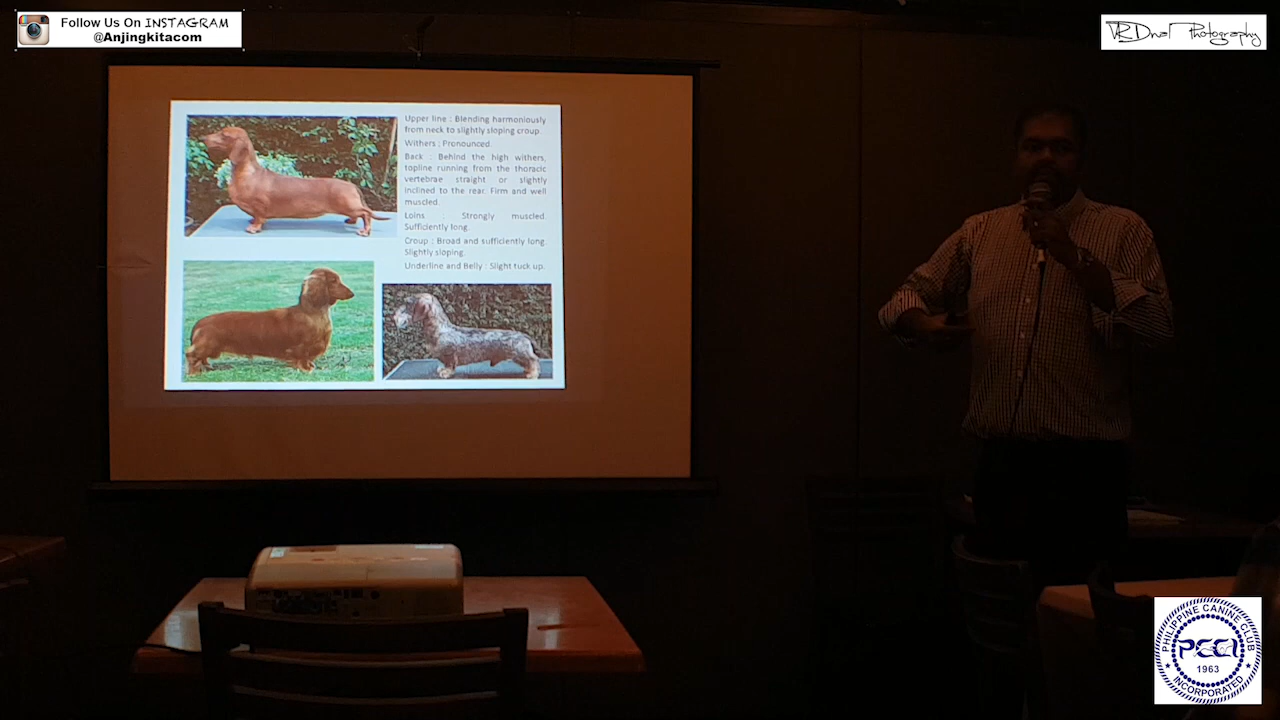 Follow Us On INSTAGRAM
@Anjingkitacom
VRDwal Photography
Upper line : Blending harmoniously
from neck to slightly sloping croup.
Withers : Pronounced.
Back : Behind the high withers,
topline running from the thoracic
vertebrae straight or slightly
inclined to the rear. Firm and well
muscled.
Loins : Strongly muscled.
Sufficiently long.
Croup : Broad and sufficiently long.
Slightly sloping.
Underline and Belly : Slight tuck up.
PHILIPPINE CANINE CLUB
PCCI
1963
INCORPORATED